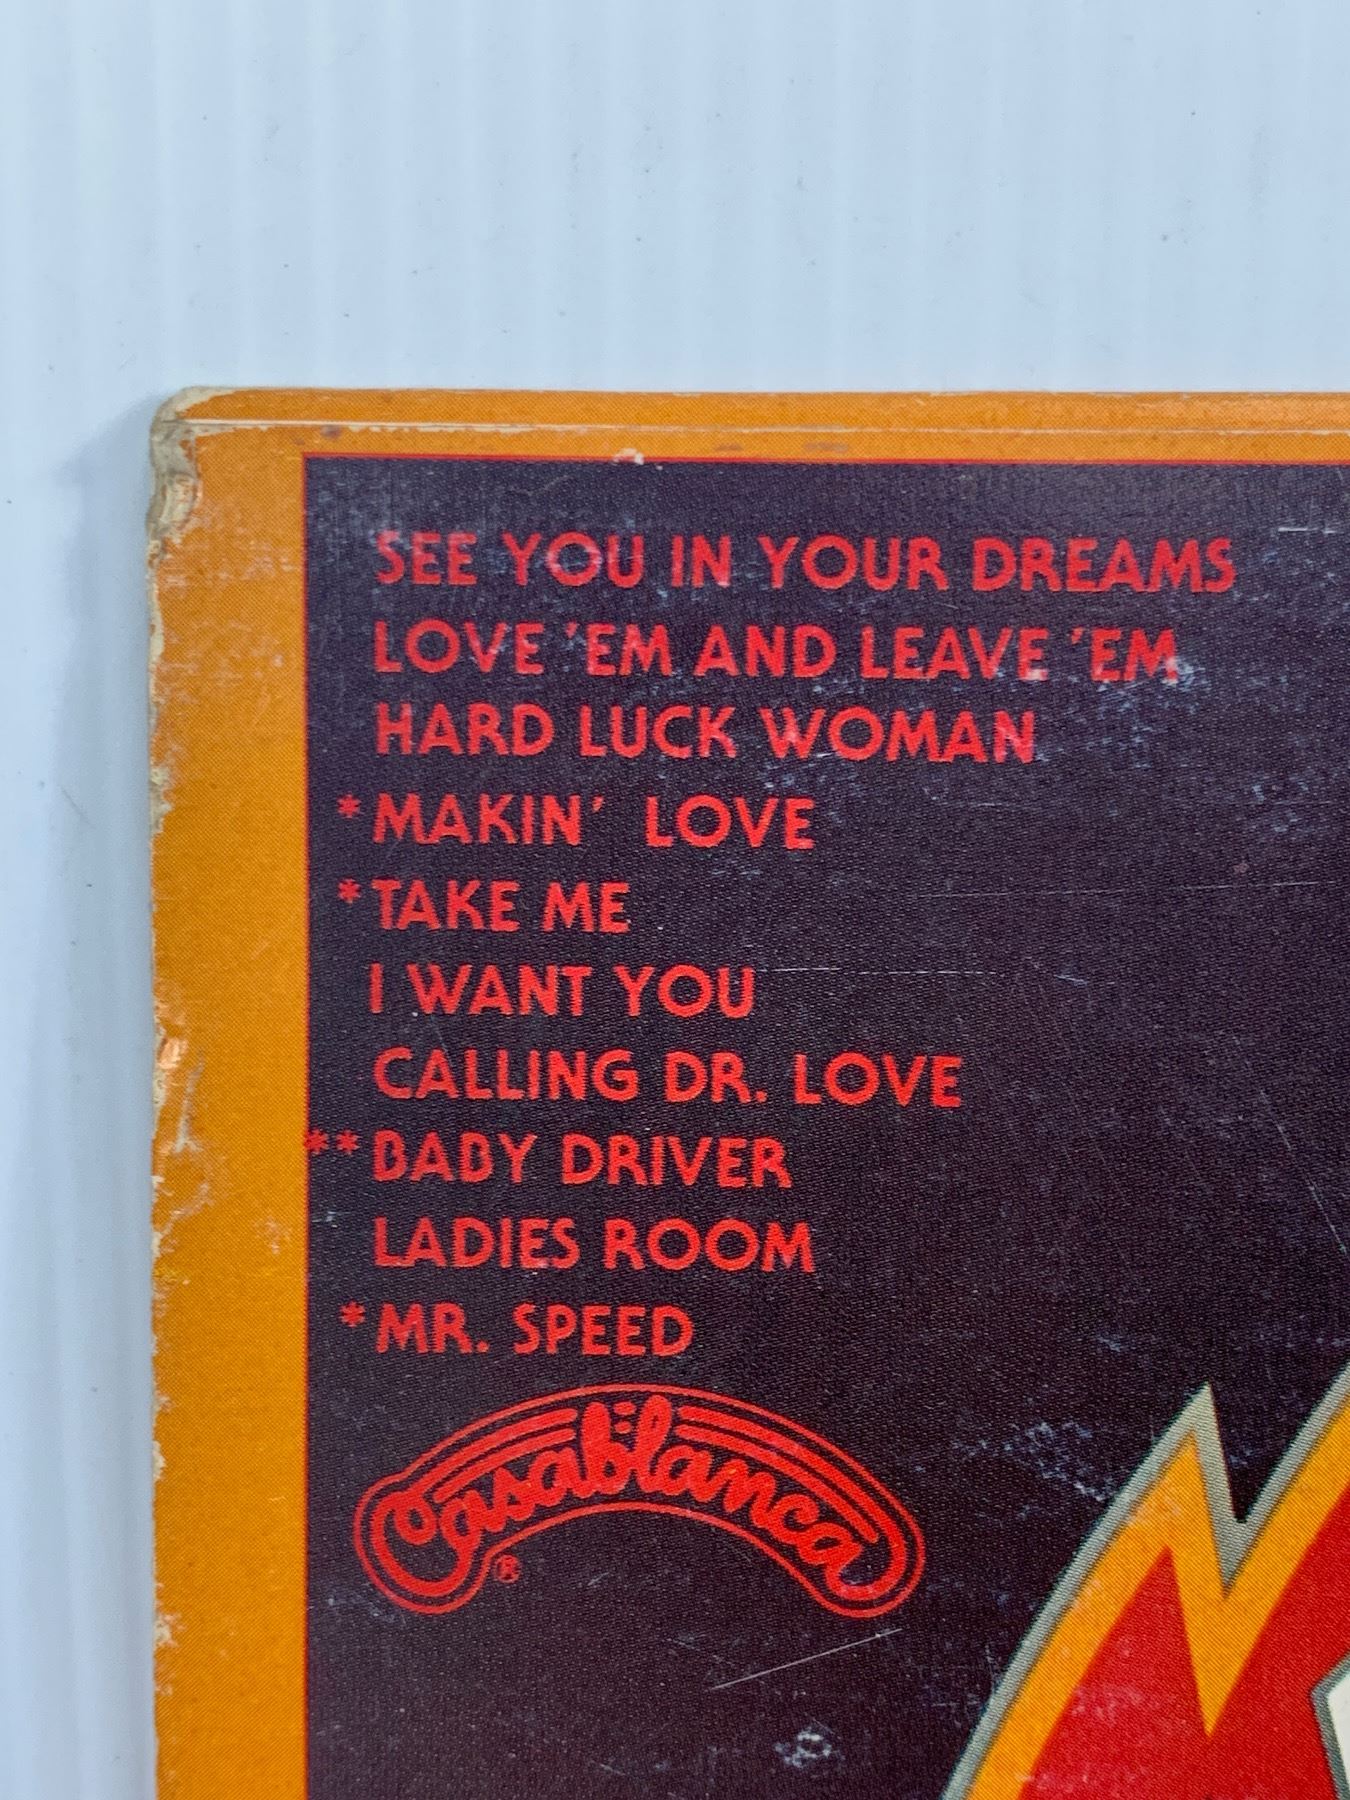 SEE YOU IN YOUR DREAMS
LOVE 'EM AND LEAVE 'EM
HARD LUCK WOMAN
*MAKIN' LOVE
*TAKE ME
I WANT YOU
CALLING DR. LOVE
**BABY DRIVER
LADIES ROOM
*MR. SPEED
Casablanca
®